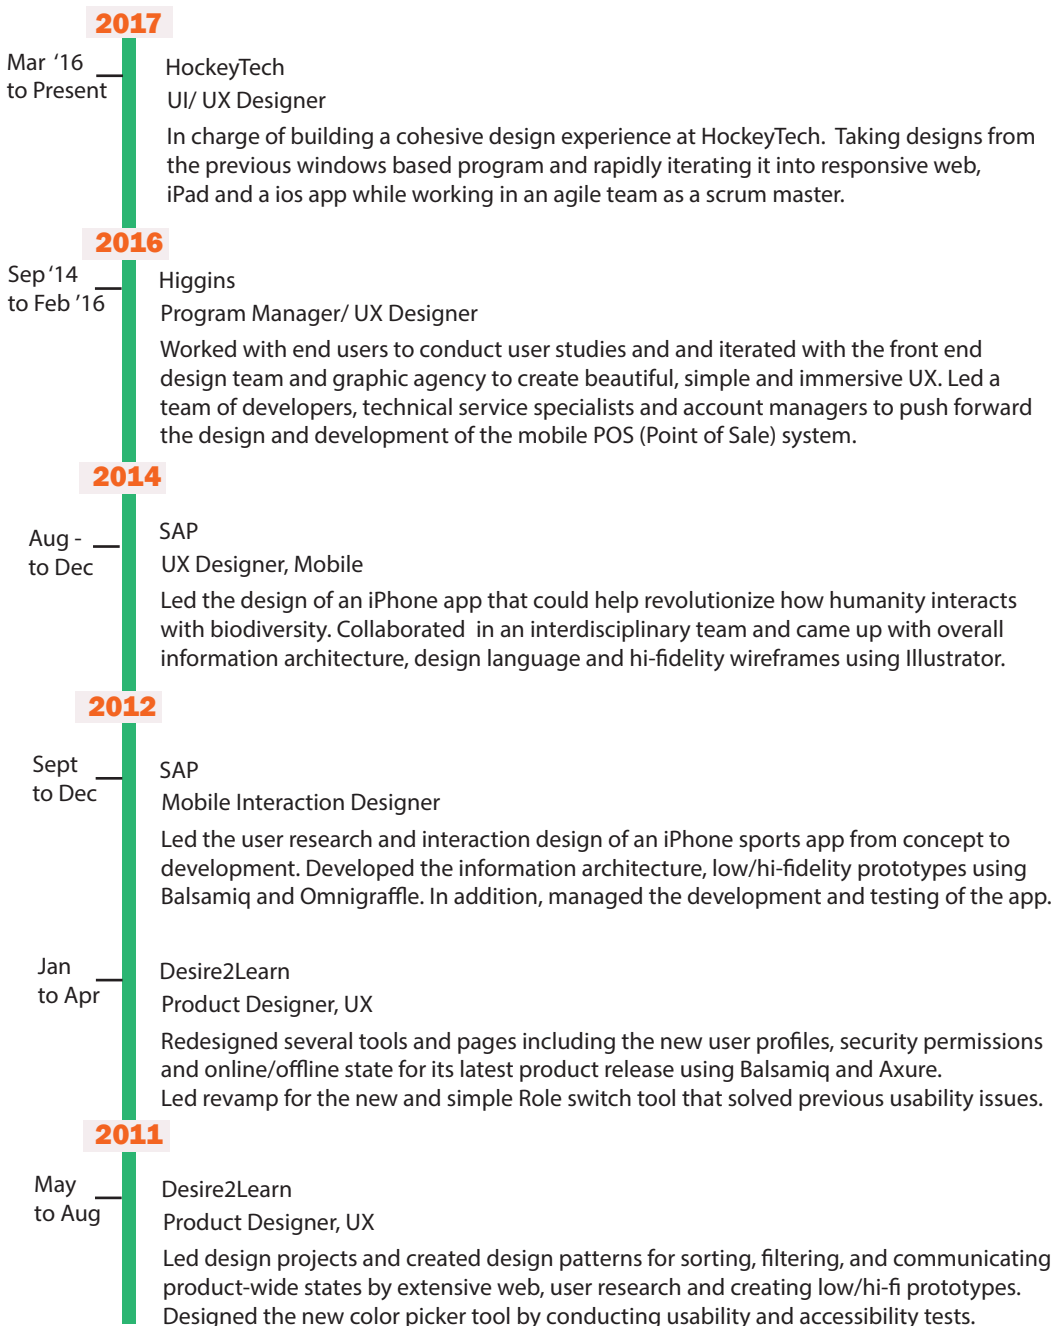 2017
Mar ‘16
to Present
HockeyTech
UI/ UX Designer
In charge of building a cohesive design experience at HockeyTech.  Taking designs from
the previous windows based program and rapidly iterating it into responsive web,
iPad and a ios app while working in an agile team as a scrum master.
2016
Sep ‘14
to Feb ’16
Higgins
Program Manager/ UX Designer
Worked with end users to conduct user studies and and iterated with the front end
design team and graphic agency to create beautiful, simple and immersive UX. Led a
team of developers, technical service specialists and account managers to push forward
the design and development of the mobile POS (Point of Sale) system.
2014
Aug -
to Dec
SAP
UX Designer, Mobile
Led the design of an iPhone app that could help revolutionize how humanity interacts
with biodiversity. Collaborated  in an interdisciplinary team and came up with overall
information architecture, design language and hi-fidelity wireframes using Illustrator.
2012
Sept
to Dec
SAP
Mobile Interaction Designer
Led the user research and interaction design of an iPhone sports app from concept to
development. Developed the information architecture, low/hi-fidelity prototypes using
Balsamiq and Omnigraffle. In addition, managed the development and testing of the app.
Jan
to Apr
Desire2Learn
Product Designer, UX
Redesigned several tools and pages including the new user profiles, security permissions
and online/offline state for its latest product release using Balsamiq and Axure.
Led revamp for the new and simple Role switch tool that solved previous usability issues.
2011
May
to Aug
Desire2Learn
Product Designer, UX
Led design projects and created design patterns for sorting, filtering, and communicating
product-wide states by extensive web, user research and creating low/hi-fi prototypes.
Designed the new color picker tool by conducting usability and accessibility tests.